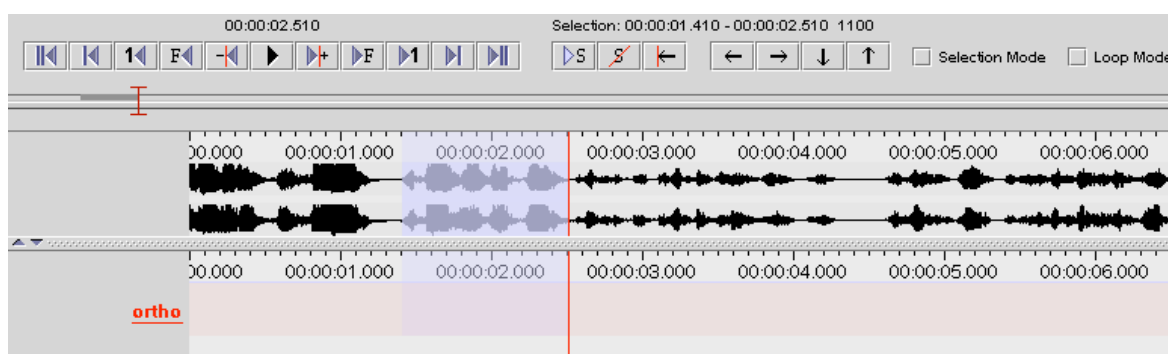 00:00:02.510 Selection: 00:00:01.410 - 00:00:02.510 1100
1 F - + F 1 S S Selection Mode Loop Mode
00.000 00:00:01.000 00:00:02.000 00:00:03.000 00:00:04.000 00:00:05.000 00:00:06.000
00.000 00:00:01.000 00:00:02.000 00:00:03.000 00:00:04.000 00:00:05.000 00:00:06.000
ortho